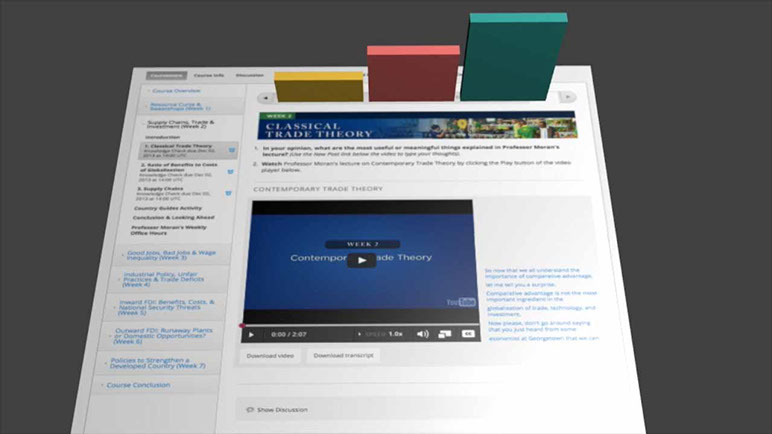 Courseware
Course Info
Discussion
Course Overview
Resource Curse &
Sweatshops (Week 1)
Supply Chains, Trade &
Investment (Week 2)
Introduction
1. Classical Trade Theory
Knowledge Check due Dec 03,
2013 at 14:00 UTC
2. Ratio of Benefits to Costs
of Globalization
Knowledge Check due Dec 03,
2013 at 14:00 UTC
3. Supply Chains
Knowledge Check due Dec 03,
2013 at 14:00 UTC
Country Guides Activity
Conclusion & Looking Ahead
Professor Moran's Weekly
Office Hours
Good Jobs, Bad Jobs & Wage
Inequality (Week 3)
Industrial Policy, Unfair
Practices & Trade Deficits
(Week 4)
Inward FDI: Benefits, Costs, &
National Security Threats
(Week 5)
Outward FDI: Runaway Plants
or Domestic Opportunities?
(Week 6)
Policies to Strengthen a
Developed Country (Week 7)
Course Conclusion
WEEK 2
CLASSICAL
TRADE THEORY
1. In your opinion, what are the most useful or meaningful things explained in Professor Moran's
lecture? (Use the New Post link below the video to type your thoughts).
2. Watch Professor Moran's lecture on Contemporary Trade Theory by clicking the Play button of the video
player below.
CONTEMPORARY TRADE THEORY
WEEK 2
Contemporary Trade Theory
YouTube
0:00 / 2:07
SPEED 1.0x
CC
So now that we all understand the
importance of comparative advantage,
let me tell you a surprise.
Comparative advantage is not the most
important ingredient in the
globalization of trade, technology, and
investment.
Now please, don't go around saying
that you just heard from some
economist at Georgetown that we can
Download video
Download transcript
Show Discussion